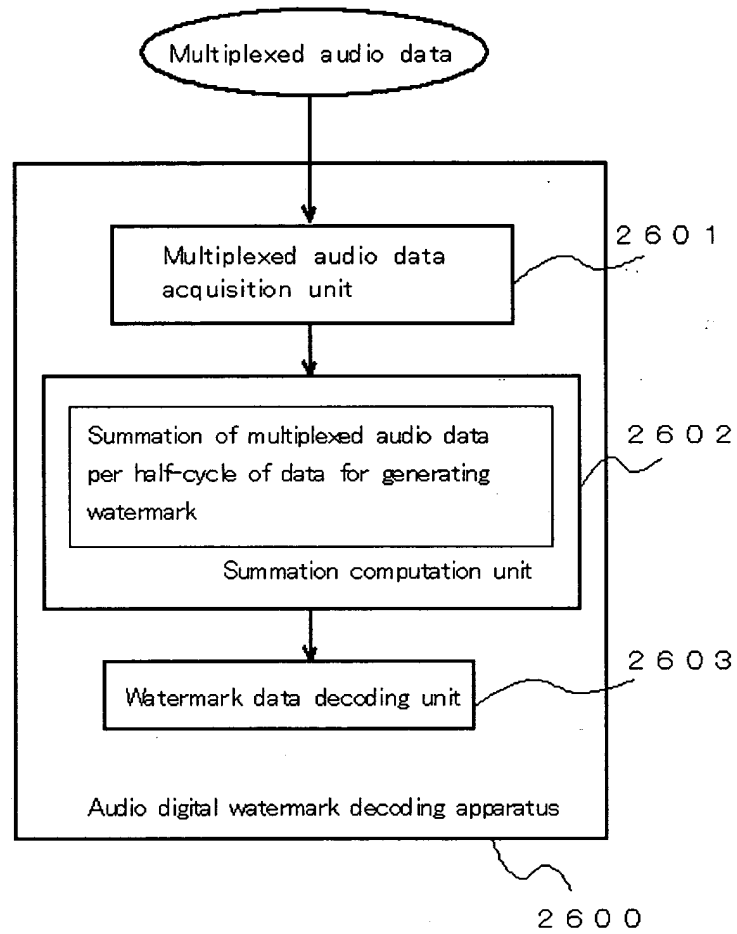 Multiplexed audio data
2601
Multiplexed audio data
acquisition unit
2602
Summation of multiplexed audio data
per half-cycle of data for generating
watermark
Summation computation unit
2603
Watermark data decoding unit
Audio digital watermark decoding apparatus
2600